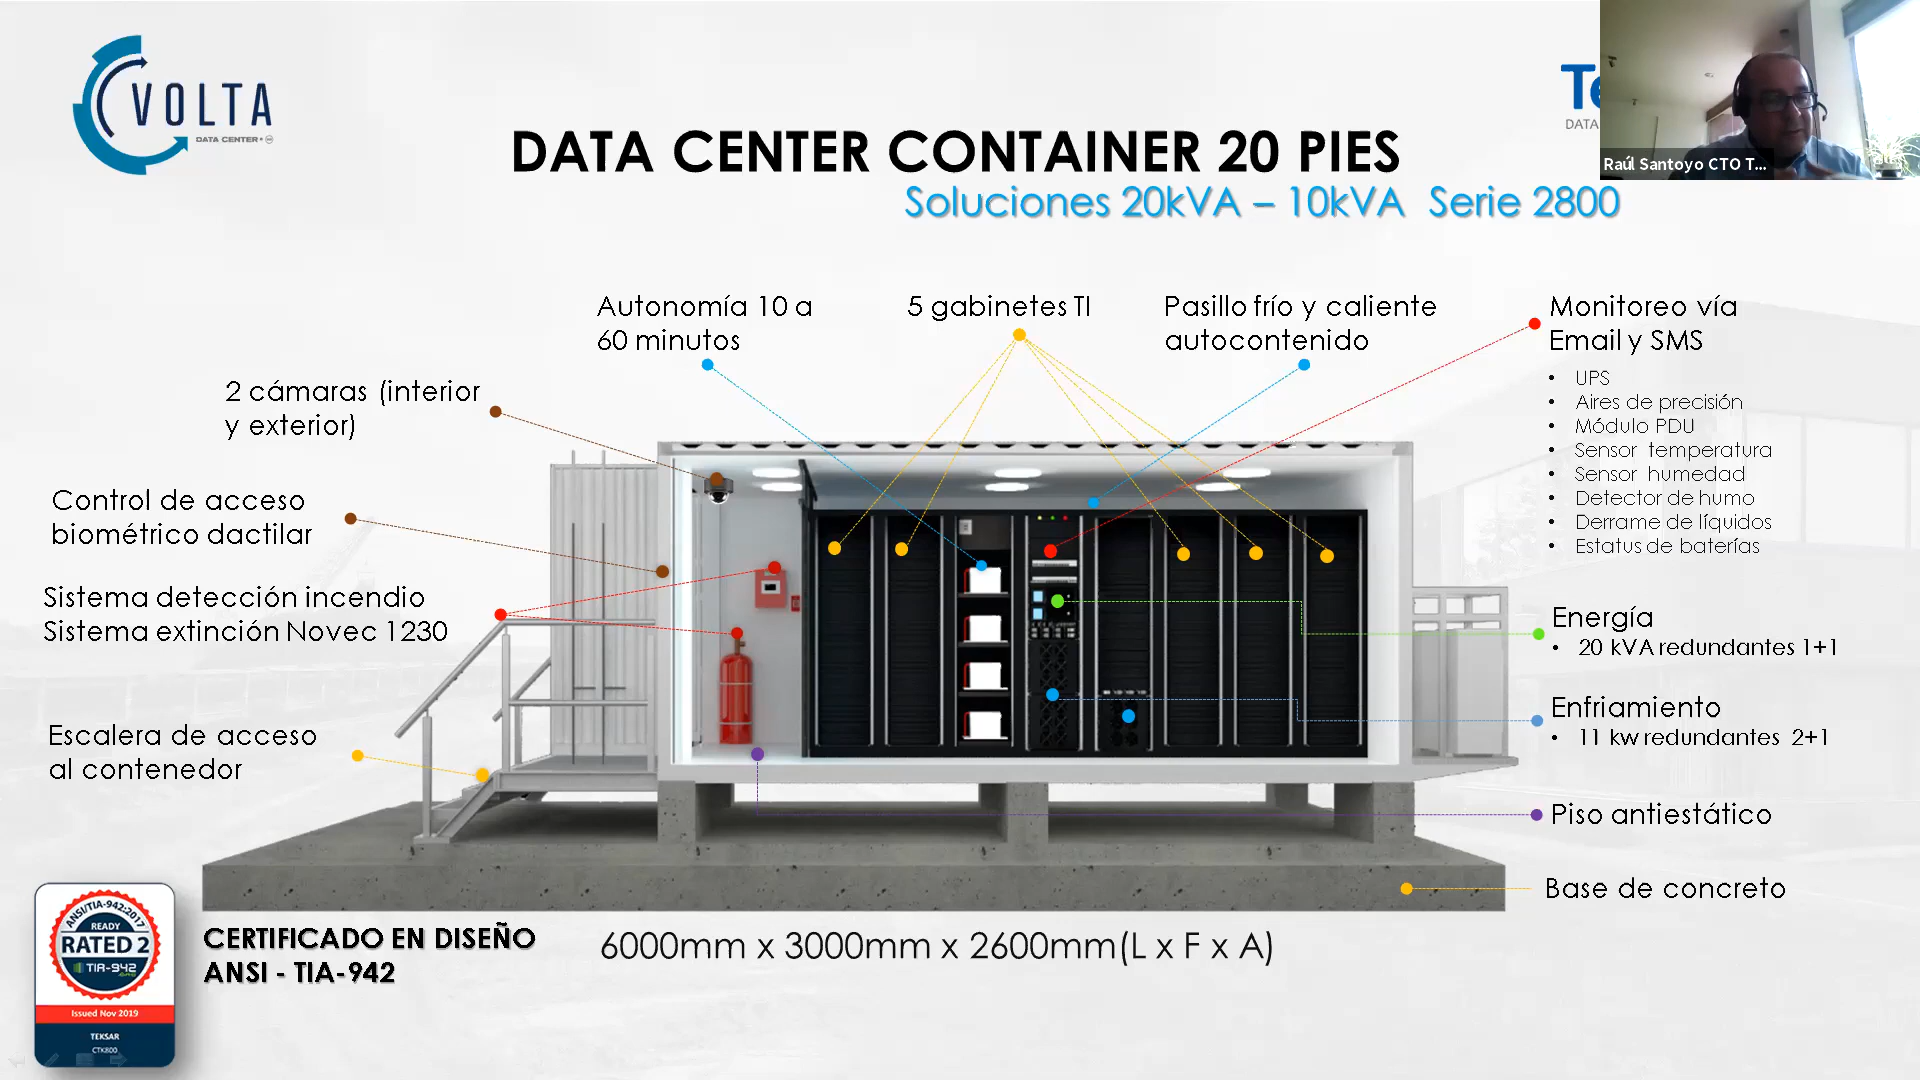 VOLTA
DATA CENTER
Te
DATA
Raúl Santoyo CTO T...
DATA CENTER CONTAINER 20 PIES
Soluciones 20kVA – 10kVA Serie 2800
Autonomía 10 a
60 minutos
5 gabinetes TI
Pasillo frío y caliente
autocontenido
Monitoreo vía
Email y SMS
• UPS
• Aires de precisión
• Módulo PDU
• Sensor temperatura
• Sensor humedad
• Detector de humo
• Derrame de líquidos
• Estatus de baterías
2 cámaras (interior
y exterior)
Control de acceso
biométrico dactilar
Sistema detección incendio
Sistema extinción Novec 1230
Escalera de acceso
al contenedor
Energía
• 20 kVA redundantes 1+1
Enfriamiento
• 11 kw redundantes 2+1
Piso antiestático
Base de concreto
ANSI/TIA-942:2017
READY
RATED 2
TIA-942
.ORG
Issued Nov 2019
TEKSAR
CTK800
CERTIFICADO EN DISEÑO
ANSI - TIA-942
6000mm x 3000mm x 2600mm(L x F x A)